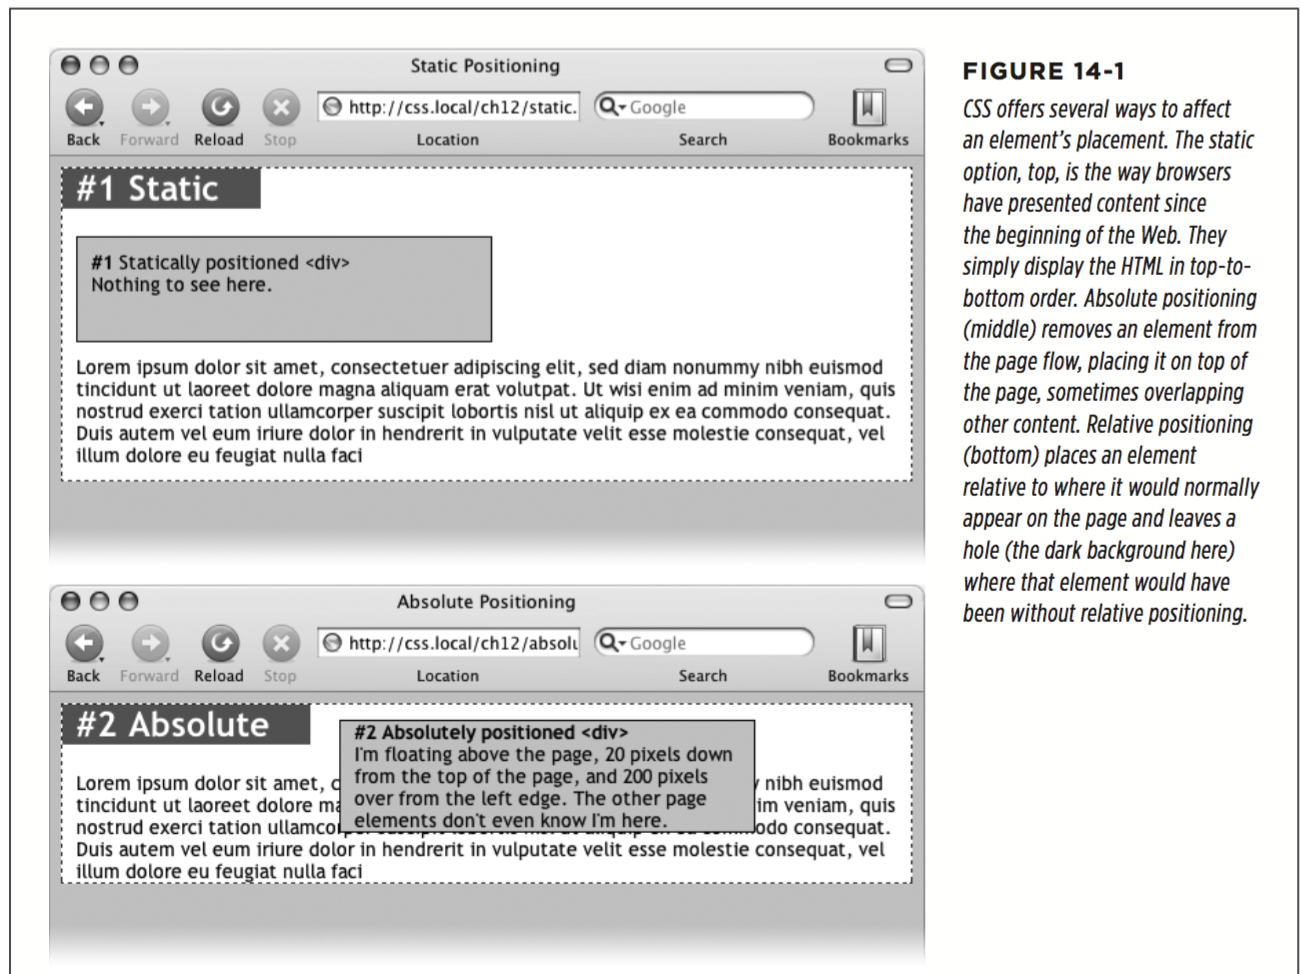 Static Positioning
http://css.local/ch12/static.
Google
Back Forward Reload Stop Location Search Bookmarks
#1 Static
#1 Statically positioned <div>
Nothing to see here.
Lorem ipsum dolor sit amet, consectetuer adipiscing elit, sed diam nonummy nibh euismod
tincidunt ut laoreet dolore magna aliquam erat volutpat. Ut wisi enim ad minim veniam, quis
nostrud exerci tation ullamcorper suscipit lobortis nisl ut aliquip ex ea commodo consequat.
Duis autem vel eum iriure dolor in hendrerit in vulputate velit esse molestie consequat, vel
illum dolore eu feugiat nulla faci
Absolute Positioning
http://css.local/ch12/absolu
Google
Back Forward Reload Stop Location Search Bookmarks
#2 Absolute
#2 Absolutely positioned <div>
I'm floating above the page, 20 pixels down
from the top of the page, and 200 pixels
over from the left edge. The other page
elements don't even know I'm here.
Lorem ipsum dolor sit amet, c y nibh euismod
tincidunt ut laoreet dolore ma im veniam, quis
nostrud exerci tation ullamco odo consequat.
Duis autem vel eum iriure dolor in hendrerit in vulputate velit esse molestie consequat, vel
illum dolore eu feugiat nulla faci
FIGURE 14-1
CSS offers several ways to affect
an element's placement. The static
option, top, is the way browsers
have presented content since
the beginning of the Web. They
simply display the HTML in top-to-
bottom order. Absolute positioning
(middle) removes an element from
the page flow, placing it on top of
the page, sometimes overlapping
other content. Relative positioning
(bottom) places an element
relative to where it would normally
appear on the page and leaves a
hole (the dark background here)
where that element would have
been without relative positioning.